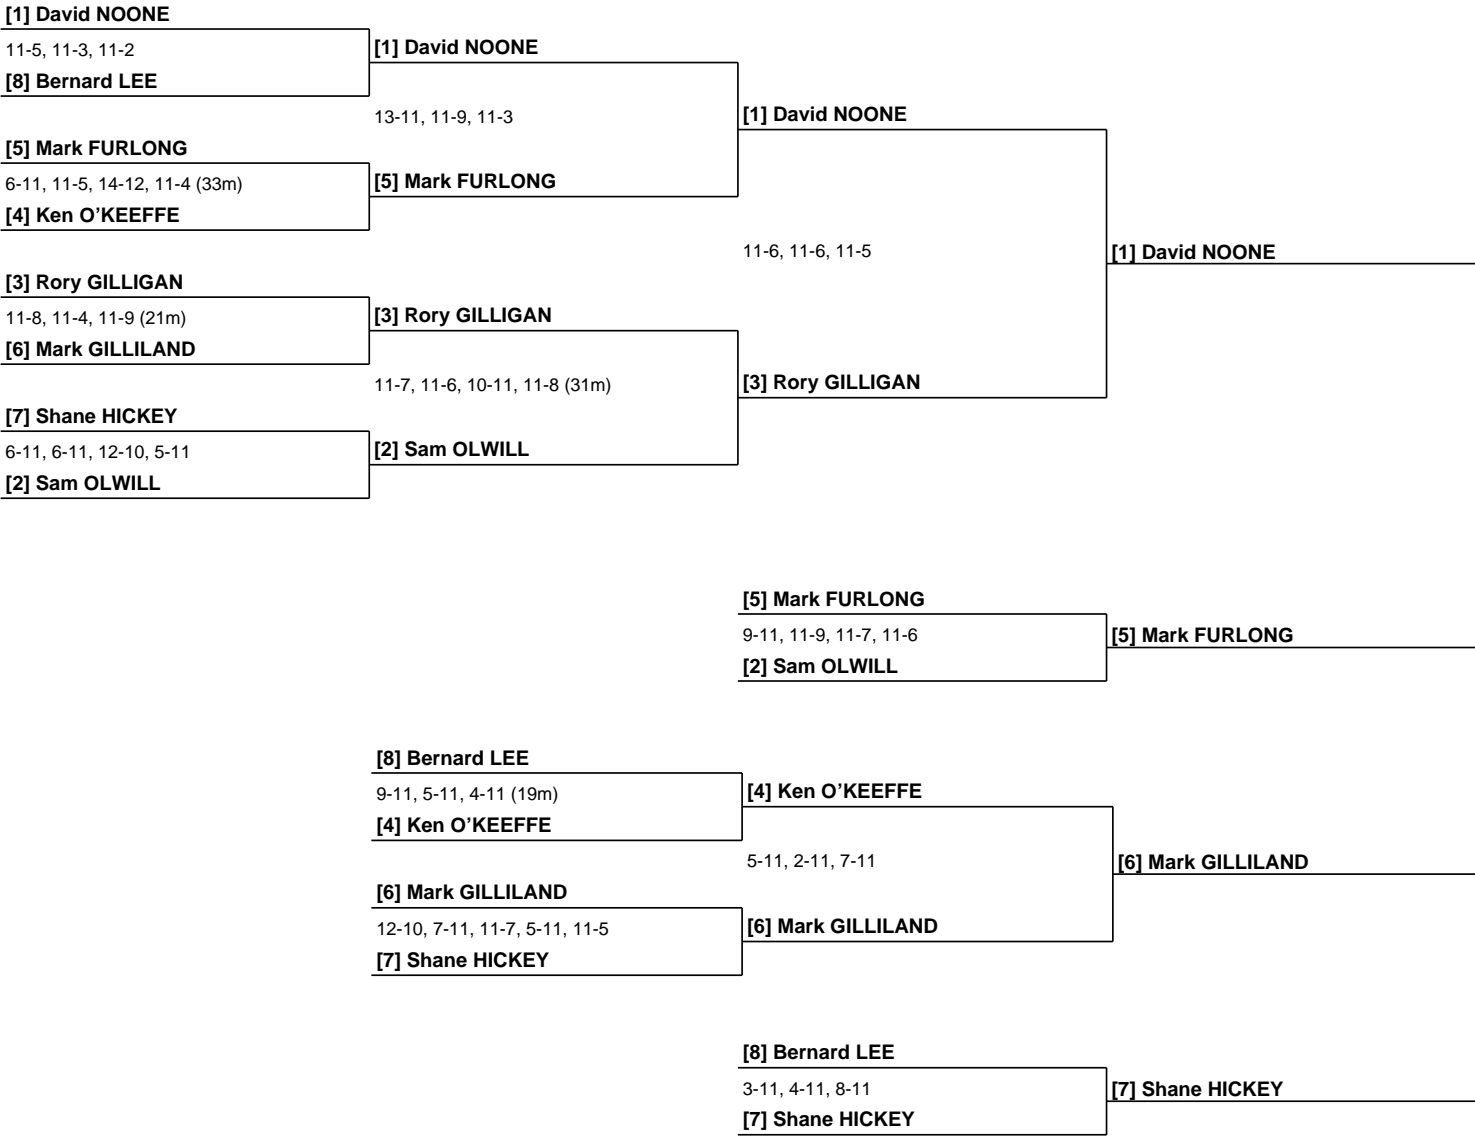 [1] David NOONE
11-5, 11-3, 11-2
[8] Bernard LEE
[1] David NOONE
13-11, 11-9, 11-3
[5] Mark FURLONG
6-11, 11-5, 14-12, 11-4 (33m)
[4] Ken O’KEEFFE
[5] Mark FURLONG
[1] David NOONE
11-6, 11-6, 11-5
[1] David NOONE
[3] Rory GILLIGAN
11-8, 11-4, 11-9 (21m)
[6] Mark GILLILAND
[3] Rory GILLIGAN
11-7, 11-6, 10-11, 11-8 (31m)
[3] Rory GILLIGAN
[7] Shane HICKEY
6-11, 6-11, 12-10, 5-11
[2] Sam OLWILL
[2] Sam OLWILL
[5] Mark FURLONG
9-11, 11-9, 11-7, 11-6
[2] Sam OLWILL
[5] Mark FURLONG
[8] Bernard LEE
9-11, 5-11, 4-11 (19m)
[4] Ken O’KEEFFE
[4] Ken O’KEEFFE
5-11, 2-11, 7-11
[6] Mark GILLILAND
[6] Mark GILLILAND
12-10, 7-11, 11-7, 5-11, 11-5
[7] Shane HICKEY
[6] Mark GILLILAND
[8] Bernard LEE
3-11, 4-11, 8-11
[7] Shane HICKEY
[7] Shane HICKEY